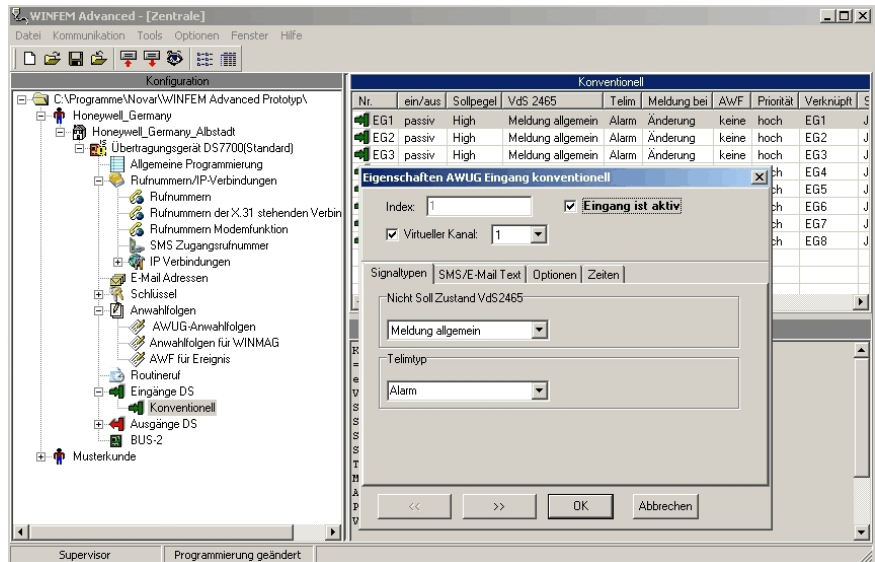 WINFEM Advanced - [Zentrale]
Datei Kommunikation Tools Optionen Fenster Hilfe
Konfiguration
C:\Programme\Novar\WINFEM Advanced Prototyp\
Honeywell_Germany
Honeywell_Germany_Albstadt
Übertragungsgerät DS7700(Standard)
Allgemeine Programmierung
Rufnummern/IP-Verbindungen
Rufnummern
Rufnummern der X.31 stehenden Verbin
Rufnummern Modemfunktion
SMS Zugangsrufnummer
IP Verbindungen
E-Mail Adressen
Schlüssel
Anwahlfolgen
AWUG-Anwahlfolgen
Anwahlfolgen für WINMAG
AWF für Ereignis
Routineruf
Eingänge DS
Konventionell
Ausgänge DS
BUS-2
Musterkunde
Konventionell
Nr. ein/aus Sollpegel VdS 2465 Telim Meldung bei AWF Priorität Verknüpft S
EG1 passiv High Meldung allgemein Alarm Änderung keine hoch EG1 J
EG2 passiv High Meldung allgemein Alarm Änderung keine hoch EG2 J
EG3 passiv High Meldung allgemein Alarm Änderung keine hoch EG3 J
ch EG4 J
ch EG5 J
ch EG6 J
ch EG7 J
ch EG8 J
Eigenschaften AWUG Eingang konventionell
Index: 1 Eingang ist aktiv
Virtueller Kanal: 1
Signaltypen SMS/E-Mail Text Optionen Zeiten
Nicht Soll Zustand VdS2465
Meldung allgemein
Telimtyp
Alarm
<< >> OK Abbrechen
K
=
e
V
S
S
S
S
T
M
A
P
V
Supervisor Programmierung geändert